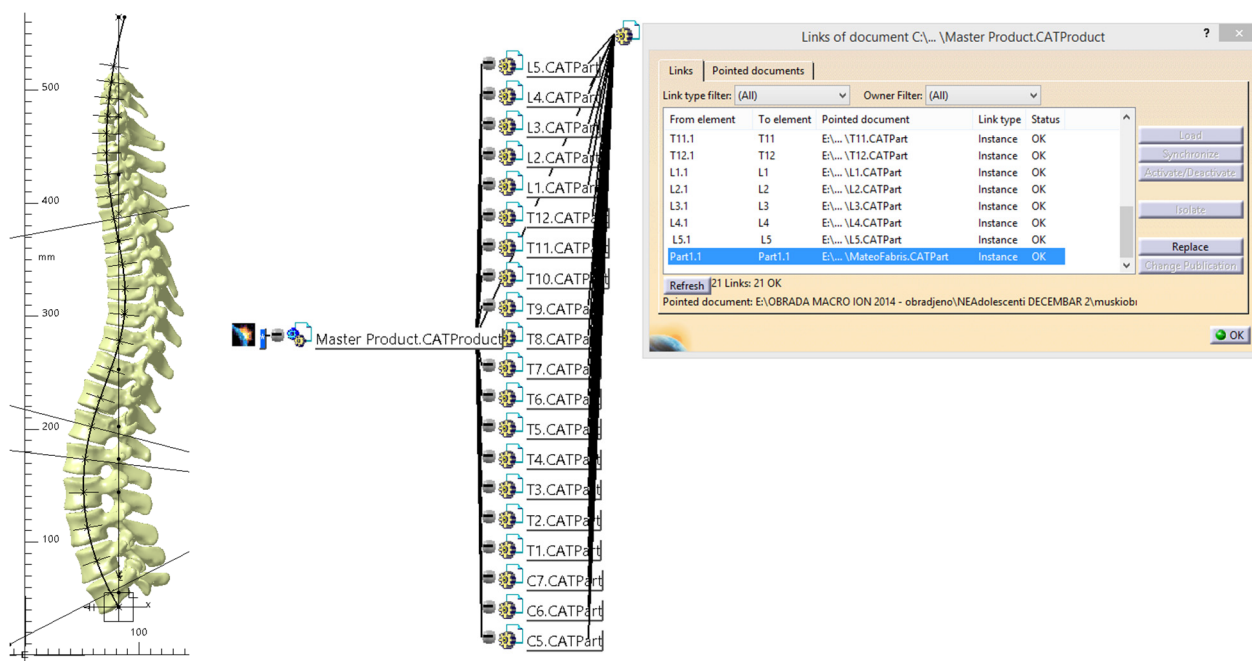 500
400
mm
300
200
100
100
Master Product.CATProduct
L5.CATPart
L4.CATPart
L3.CATPart
L2.CATPart
L1.CATPart
T12.CATPart
T11.CATPart
T10.CATPart
T9.CATPa
T8.CATPa
T7.CATPa
T6.CATPa
T5.CATPa
T4.CATPa
T3.CATPart
T2.CATPart
T1.CATPart
C7.CATPart
C6.CATPart
C5.CATPart
Links of document C:\... \Master Product.CATProduct
? ×
Links Pointed documents
Link type filter: (All) Owner Filter: (All)
From element To element Pointed document Link type Status
T11.1 T11 E:\... \T11.CATPart Instance OK
T12.1 T12 E:\... \T12.CATPart Instance OK
L1.1 L1 E:\... \L1.CATPart Instance OK
L2.1 L2 E:\... \L2.CATPart Instance OK
L3.1 L3 E:\... \L3.CATPart Instance OK
L4.1 L4 E:\... \L4.CATPart Instance OK
L5.1 L5 E:\... \L5.CATPart Instance OK
Part1.1 Part1.1 E:\... \MateoFabris.CATPart Instance OK
Load
Synchronize
Activate/Deactivate
Isolate
Replace
Change Publication
Refresh 21 Links: 21 OK
Pointed document: E:\OBRADA MACRO ION 2014 - obradjeno\NEAdolescenti DECEMBAR 2\muskiobr
OK